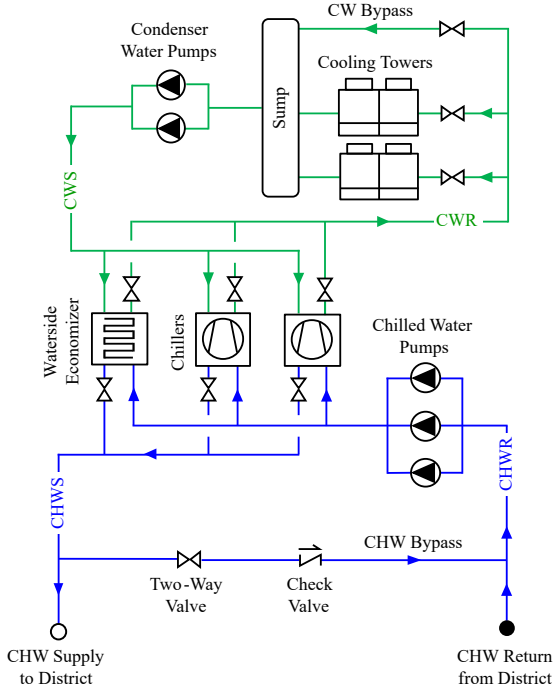 CW Bypass
Condenser
Water Pumps
Cooling Towers
Sump
CWS
CWR
Waterside
Economizer
Chillers
Chilled Water
Pumps
CHWS
CHWR
CHW Bypass
Two-Way
Valve
Check
Valve
CHW Supply
to District
CHW Return
from District